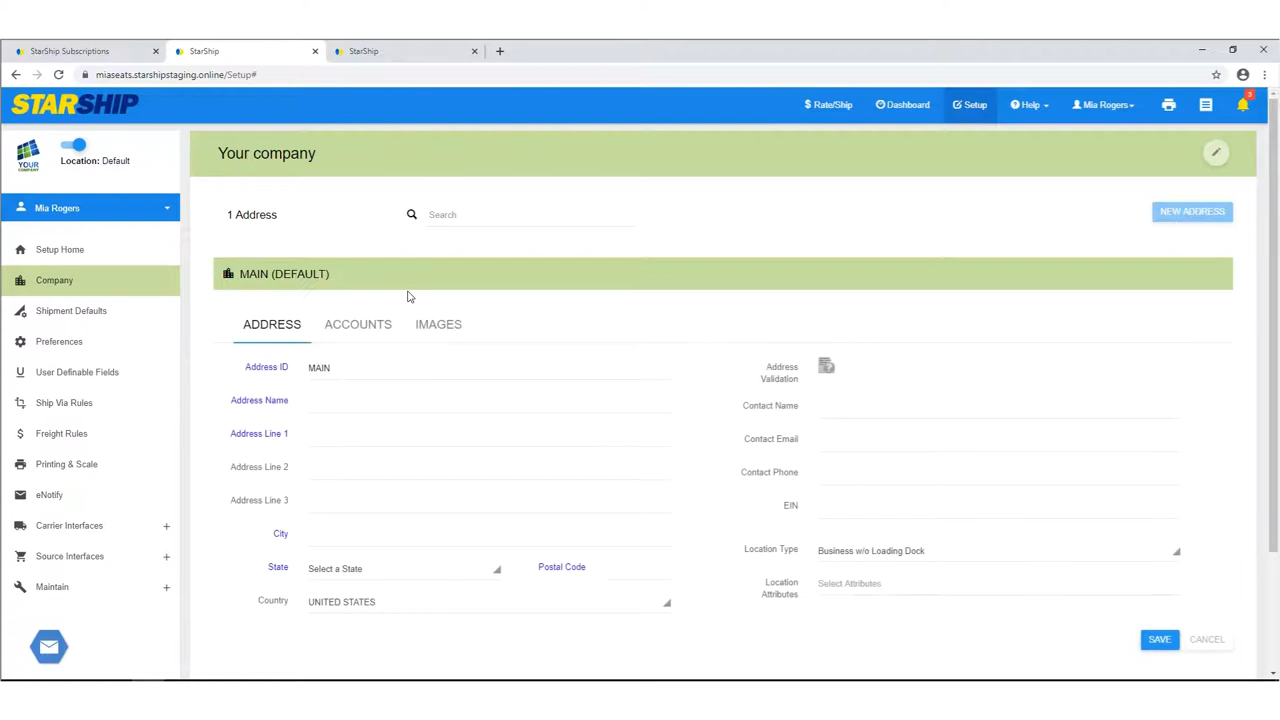 StarShip Subscriptions
StarShip
StarShip
miaseats.starshipstaging.online/Setup#
STARSHIP
$ Rate/Ship
Dashboard
Setup
Help
Mia Rogers
3
YOUR COMPANY
Location: Default
Mia Rogers
Setup Home
Company
Shipment Defaults
Preferences
User Definable Fields
Ship Via Rules
Freight Rules
Printing & Scale
eNotify
Carrier Interfaces
Source Interfaces
Maintain
Your company
1 Address
Search
NEW ADDRESS
MAIN (DEFAULT)
ADDRESS
ACCOUNTS
IMAGES
Address ID
MAIN
Address Name
Address Line 1
Address Line 2
Address Line 3
City
State
Select a State
Postal Code
Country
UNITED STATES
Address
Validation
Contact Name
Contact Email
Contact Phone
EIN
Location Type
Business w/o Loading Dock
Location
Attributes
Select Attributes
SAVE
CANCEL